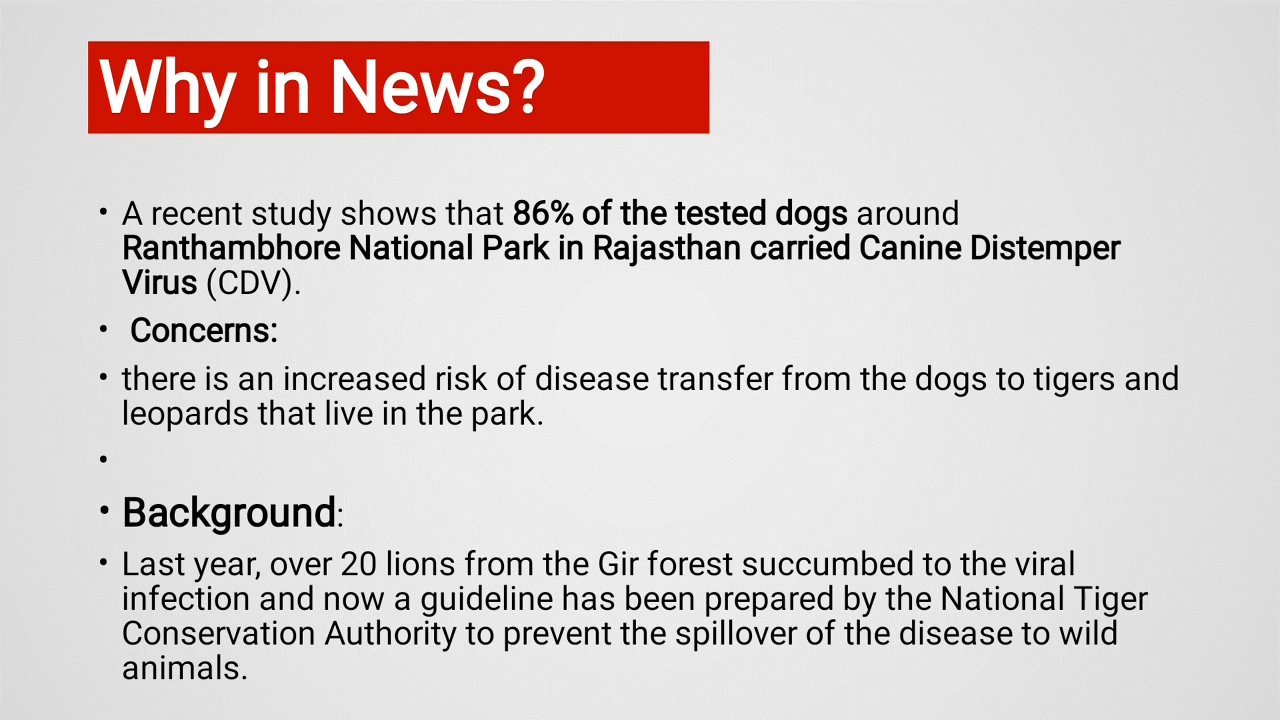 Why in News?
• A recent study shows that 86% of the tested dogs around
Ranthambhore National Park in Rajasthan carried Canine Distemper
Virus (CDV).
• Concerns:
• there is an increased risk of disease transfer from the dogs to tigers and
leopards that live in the park.
•
• Background:
• Last year, over 20 lions from the Gir forest succumbed to the viral
infection and now a guideline has been prepared by the National Tiger
Conservation Authority to prevent the spillover of the disease to wild
animals.